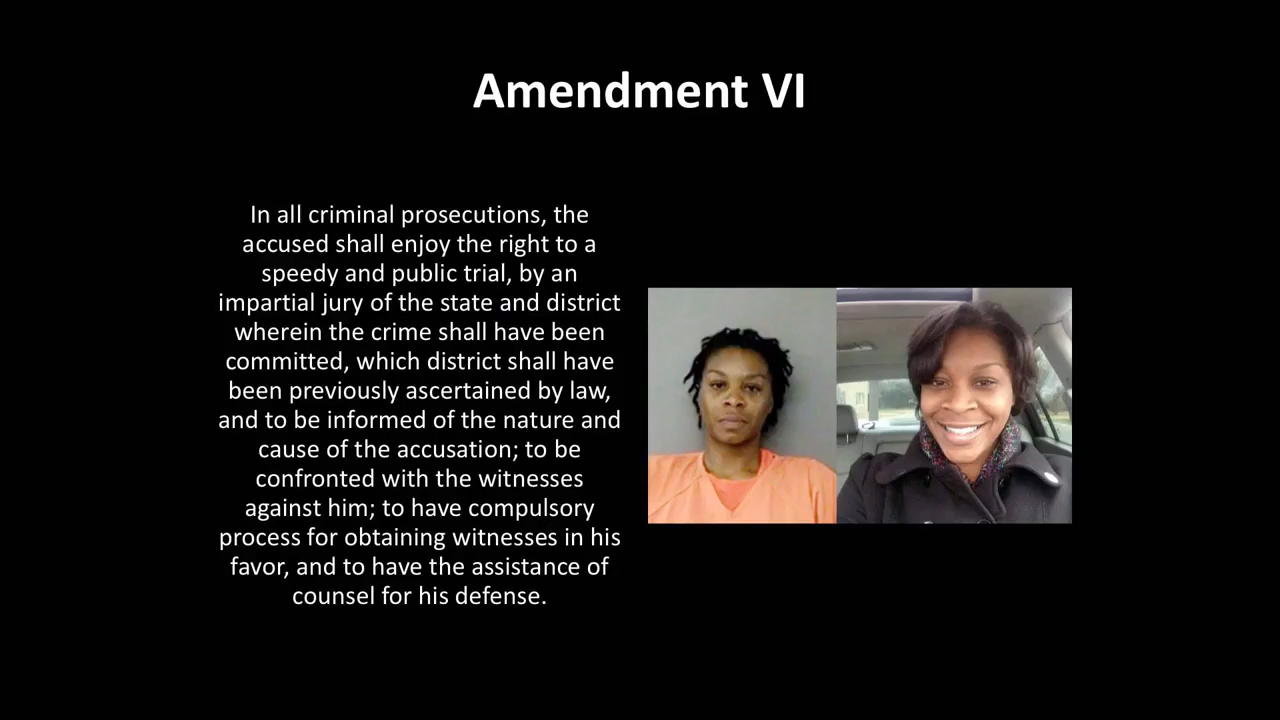 Amendment VI
In all criminal prosecutions, the
accused shall enjoy the right to a
speedy and public trial, by an
impartial jury of the state and district
wherein the crime shall have been
committed, which district shall have
been previously ascertained by law,
and to be informed of the nature and
cause of the accusation; to be
confronted with the witnesses
against him; to have compulsory
process for obtaining witnesses in his
favor, and to have the assistance of
counsel for his defense.